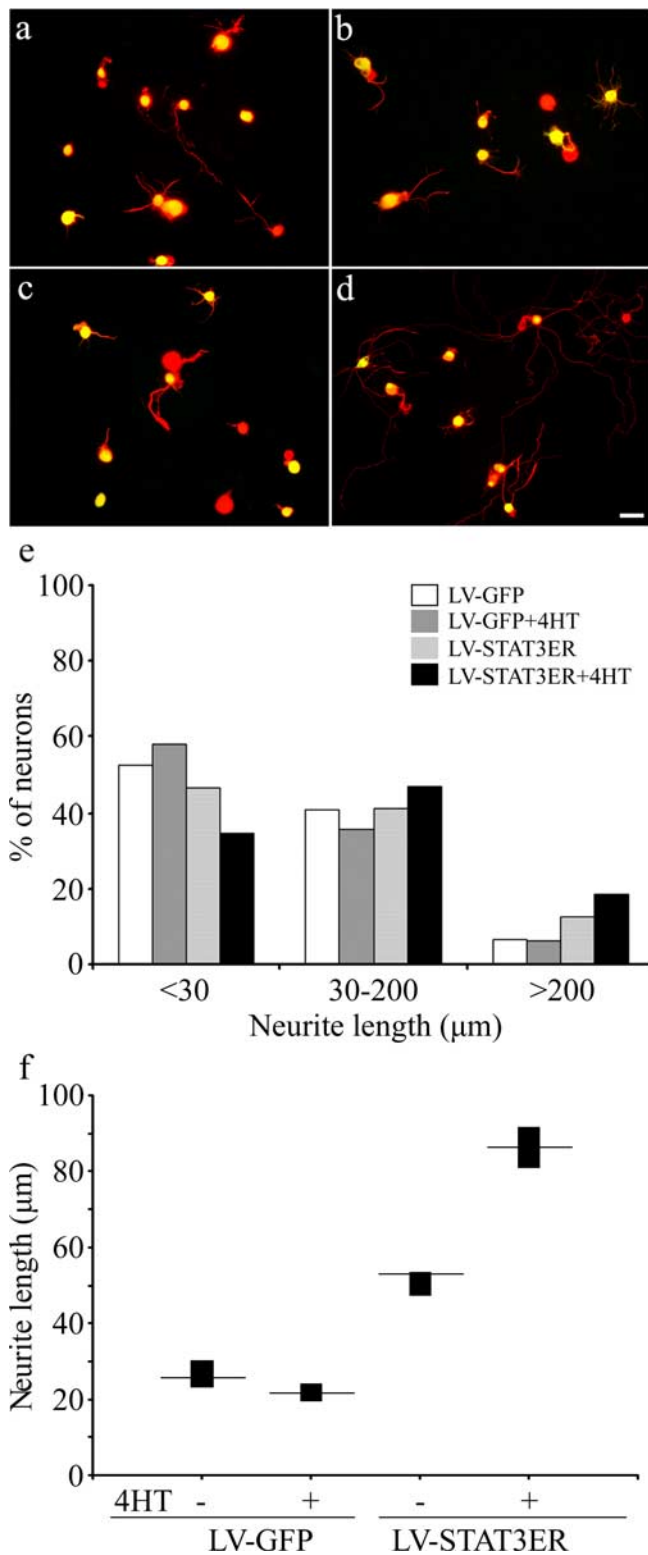 a
b
c
d
e
100
80
60
40
20
0
% of neurons
LV-GFP
LV-GFP+4HT
LV-STAT3ER
LV-STAT3ER+4HT
<30 30-200 >200
Neurite length (μm)
f
100
80
60
40
20
0
Neurite length (μm)
4HT - + - +
LV-GFP LV-STAT3ER